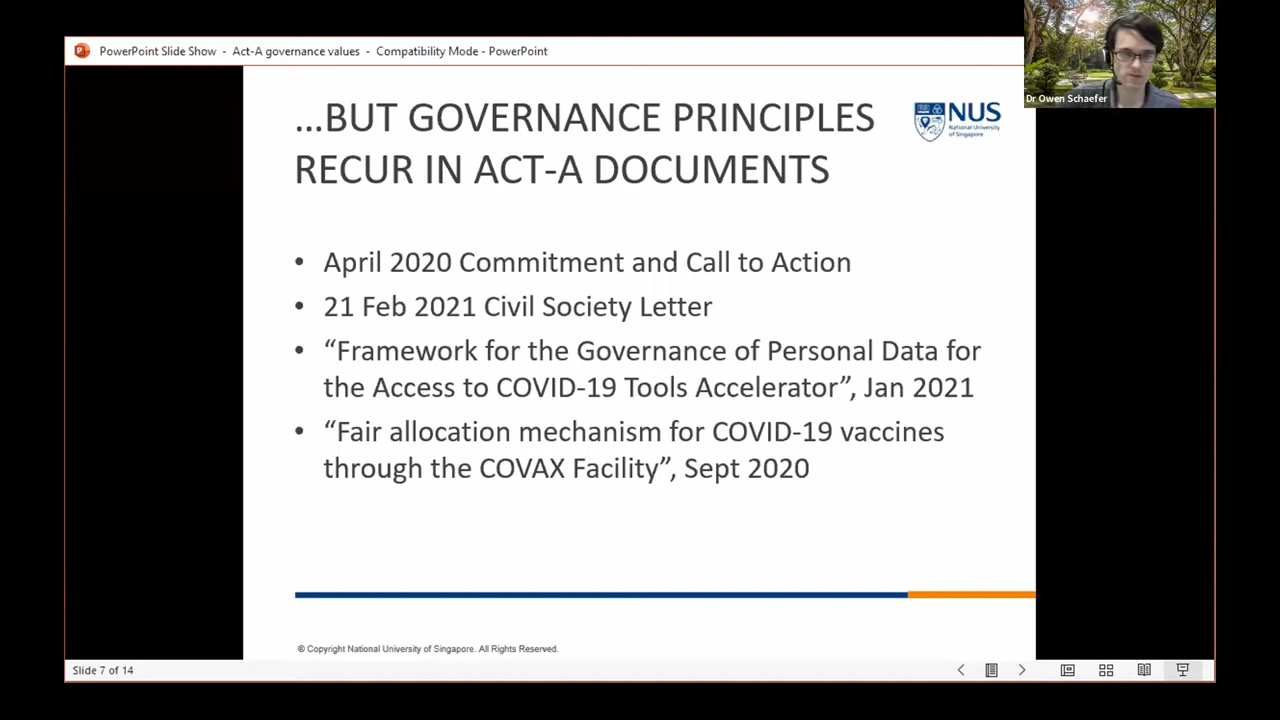 PowerPoint Slide Show - Act-A governance values - Compatibility Mode - PowerPoint
Dr Owen Schaefer
...BUT GOVERNANCE PRINCIPLES
RECUR IN ACT-A DOCUMENTS
NUS
National University
of Singapore
• April 2020 Commitment and Call to Action
• 21 Feb 2021 Civil Society Letter
• “Framework for the Governance of Personal Data for
the Access to COVID-19 Tools Accelerator”, Jan 2021
• “Fair allocation mechanism for COVID-19 vaccines
through the COVAX Facility”, Sept 2020
© Copyright National University of Singapore. All Rights Reserved.
Slide 7 of 14